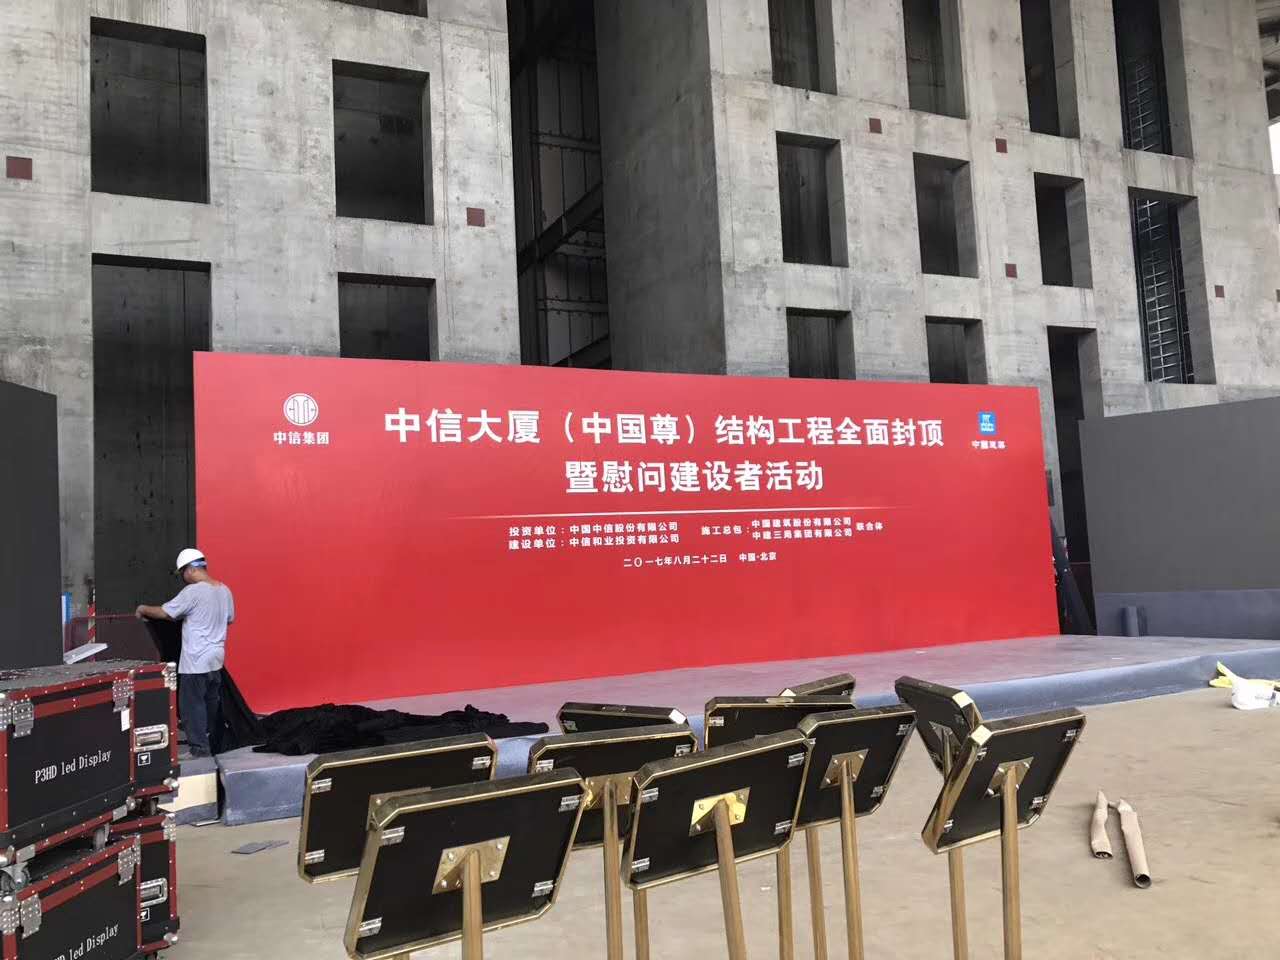 中信集团
中信大厦（中国尊）结构工程全面封顶
中国建筑
暨慰问建设者活动
投资单位：中国中信股份有限公司
建设单位：中信和业投资有限公司
施工总包：中国建筑股份有限公司
中建三局集团有限公司
联合体
二〇一七年八月二十二日 中国·北京
P3HD led Display
HD led Display